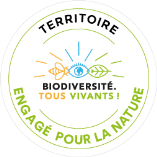 TERRITOIRE
BIODIVERSITÉ.
TOUS VIVANTS !
ENGAGÉ POUR LA NATURE